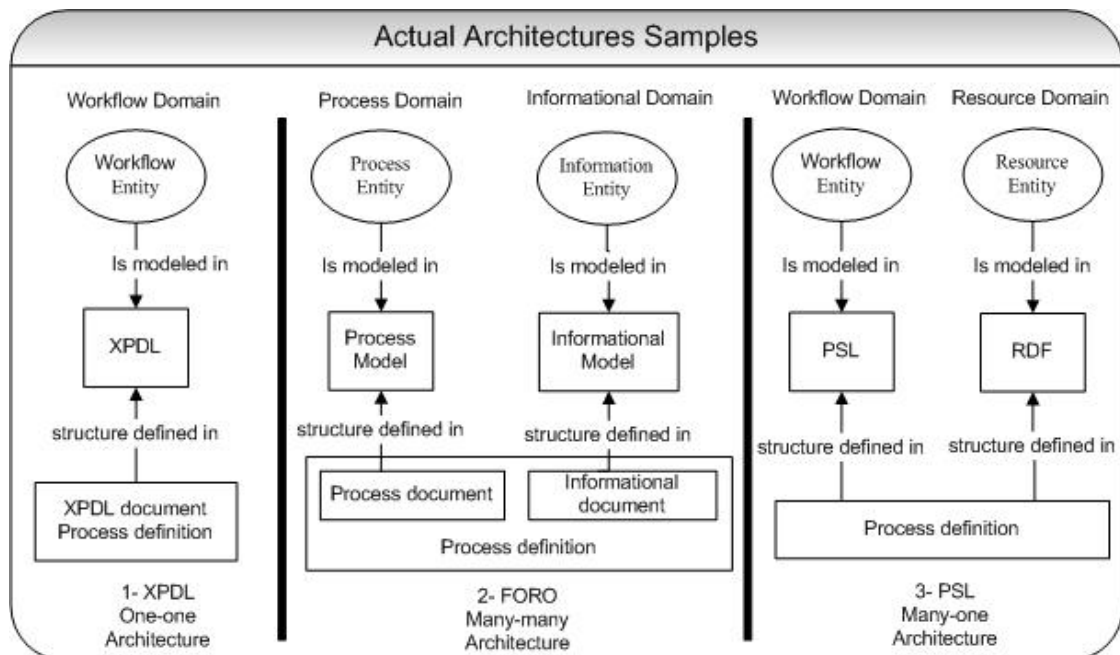 Actual Architectures Samples
Workflow Domain
Workflow
Entity
Is modeled in
XPDL
structure defined in
XPDL document
Process definition
1- XPDL
One-one
Architecture
Process Domain
Informational Domain
Process
Entity
Information
Entity
Is modeled in
Is modeled in
Process
Model
Informational
Model
structure defined in
structure defined in
Process document
Informational
document
Process definition
2- FORO
Many-many
Architecture
Workflow Domain
Resource Domain
Workflow
Entity
Resource
Entity
Is modeled in
Is modeled in
PSL
RDF
structure defined in
structure defined in
Process definition
3- PSL
Many-one
Architecture